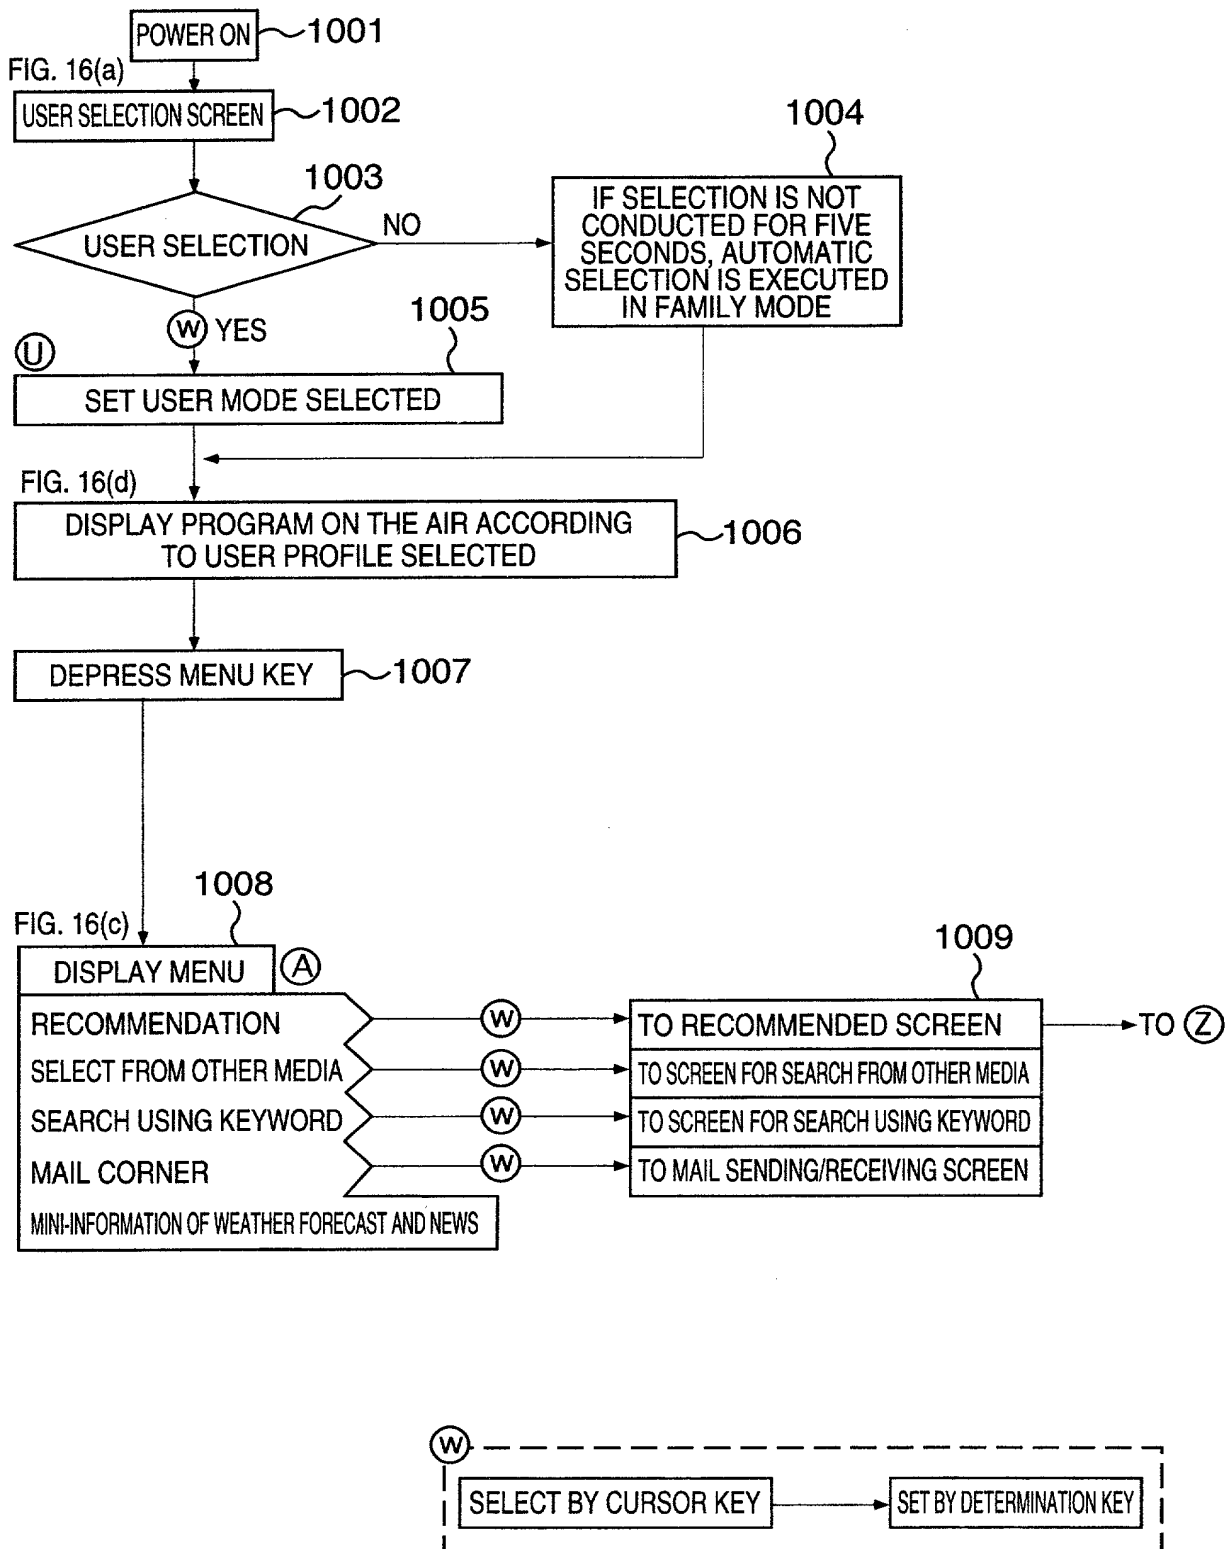 POWER ON
1001
FIG. 16(a)
USER SELECTION SCREEN
1002
1003
USER SELECTION
NO
1004
IF SELECTION IS NOT
CONDUCTED FOR FIVE
SECONDS, AUTOMATIC
SELECTION IS EXECUTED
IN FAMILY MODE
W YES
U
1005
SET USER MODE SELECTED
FIG. 16(d)
DISPLAY PROGRAM ON THE AIR ACCORDING
TO USER PROFILE SELECTED
1006
DEPRESS MENU KEY
1007
1008
FIG. 16(c)
DISPLAY MENU
A
1009
RECOMMENDATION
W
TO RECOMMENDED SCREEN
TO Z
SELECT FROM OTHER MEDIA
W
TO SCREEN FOR SEARCH FROM OTHER MEDIA
SEARCH USING KEYWORD
W
TO SCREEN FOR SEARCH USING KEYWORD
MAIL CORNER
W
TO MAIL SENDING/RECEIVING SCREEN
MINI-INFORMATION OF WEATHER FORECAST AND NEWS
W
SELECT BY CURSOR KEY
SET BY DETERMINATION KEY